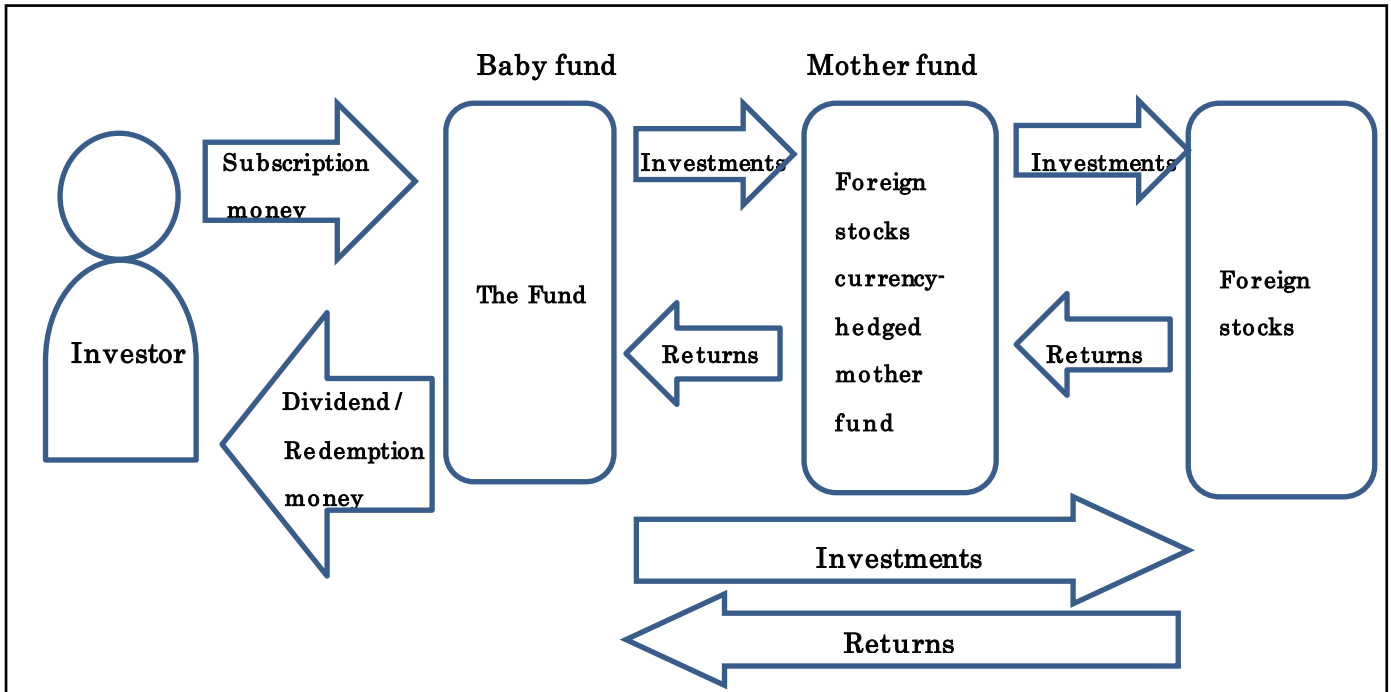 Baby fund
Mother fund
Subscription
money
Investments
Investments
Foreign
stocks
currency-
hedged
mother
fund
The Fund
Foreign
stocks
Investor
Returns
Returns
Dividend/
Redemption
money
Investments
Returns